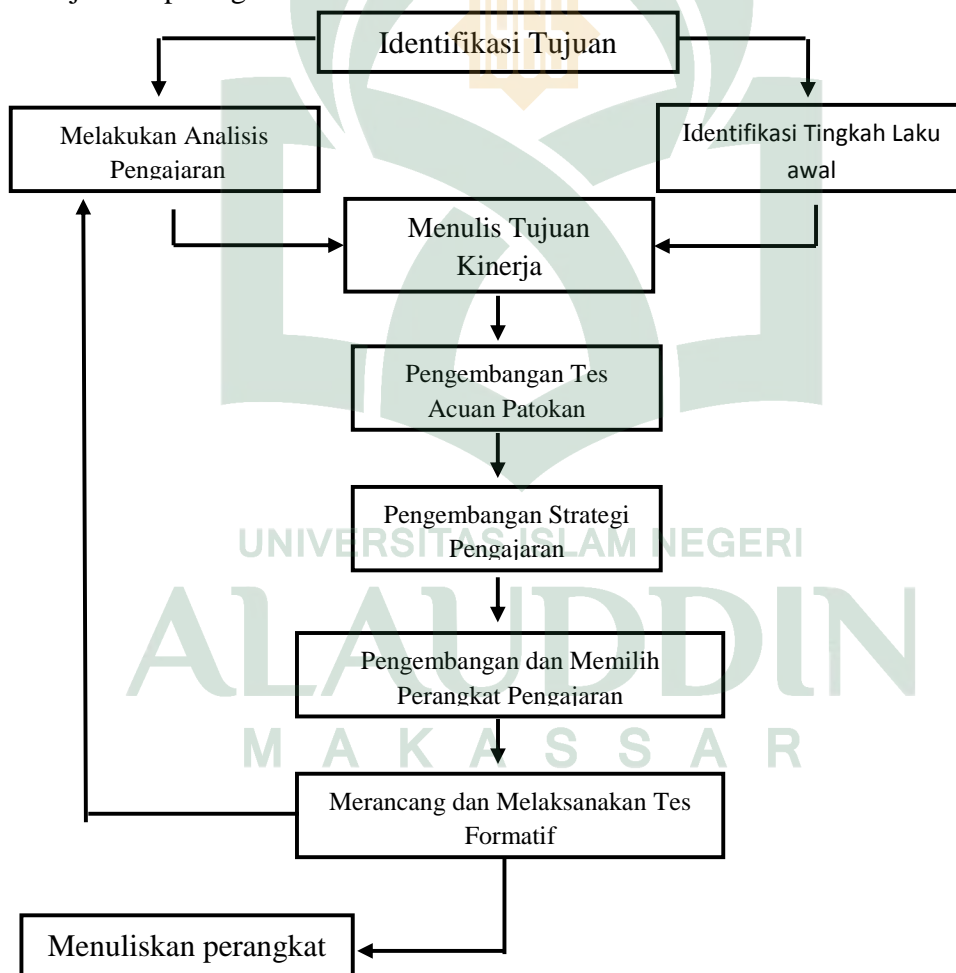 Identifikasi Tujuan
Melakukan Analisis
Pengajaran
Identifikasi Tingkah Laku
awal
Menulis Tujuan
Kinerja
Pengembangan Tes
Acuan Patokan
Pengembangan Strategi
Pengajaran
UNIVERSITAS ISLAM NEGERI
ALAUDDIN
Pengembangan dan Memilih
Perangkat Pengajaran
MAKASSAR
Merancang dan Melaksanakan Tes
Formatif
Menuliskan perangkat